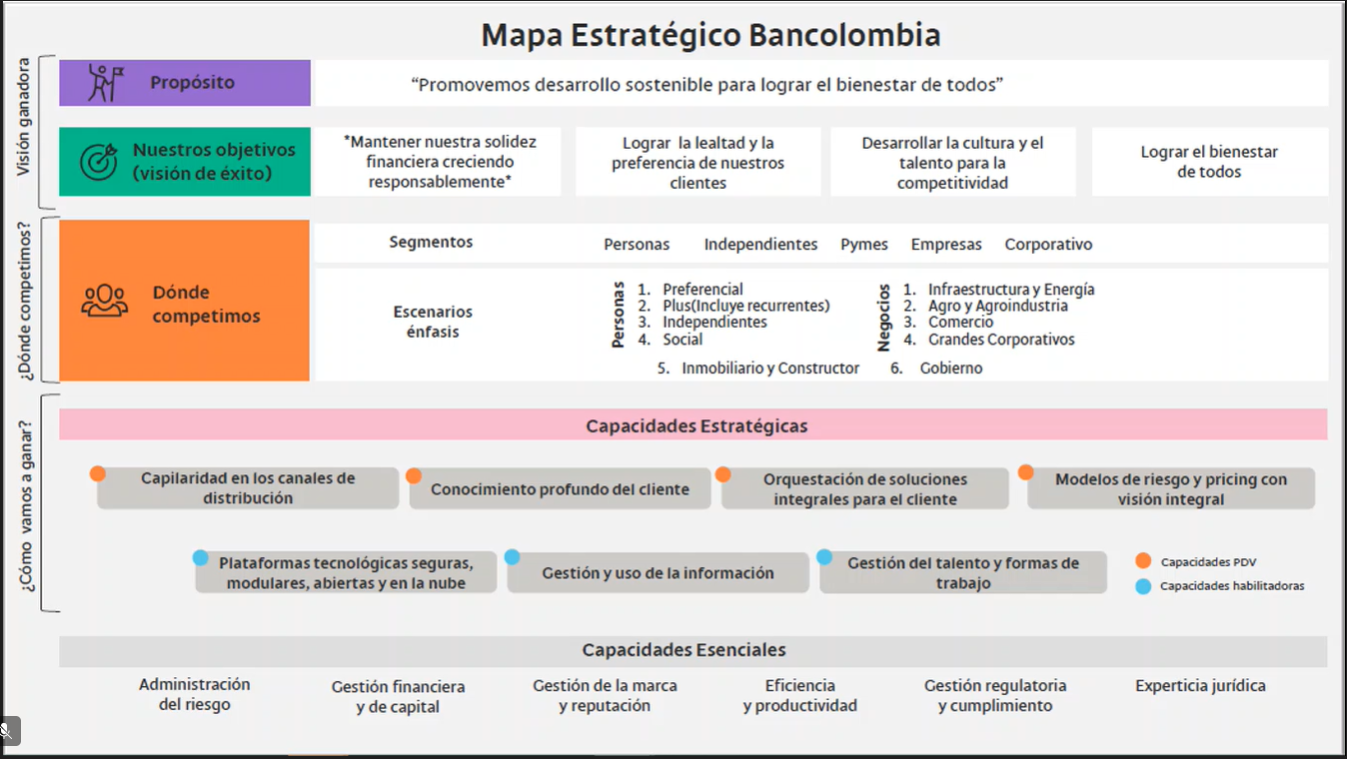 Mapa Estratégico Bancolombia
Visión ganadora
Propósito
“Promovemos desarrollo sostenible para lograr el bienestar de todos”
Nuestros objetivos
(visión de éxito)
*Mantener nuestra solidez
financiera creciendo
responsablemente*
Lograr la lealtad y la
preferencia de nuestros
clientes
Desarrollar la cultura y el
talento para la
competitividad
Lograr el bienestar
de todos
¿Dónde competimos?
Dónde
competimos
Segmentos
Personas Independientes Pymes Empresas Corporativo
Escenarios
énfasis
Personas
1. Preferencial
2. Plus(Incluye recurrentes)
3. Independientes
4. Social
Negocios
1. Infraestructura y Energía
2. Agro y Agroindustria
3. Comercio
4. Grandes Corporativos
5. Inmobiliario y Constructor
6. Gobierno
¿Cómo vamos a ganar?
Capacidades Estratégicas
Capilaridad en los canales de
distribución
Conocimiento profundo del cliente
Orquestación de soluciones
integrales para el cliente
Modelos de riesgo y pricing con
visión integral
Plataformas tecnológicas seguras,
modulares, abiertas y en la nube
Gestión y uso de la información
Gestión del talento y formas de
trabajo
Capacidades PDV
Capacidades habilitadoras
Capacidades Esenciales
Administración
del riesgo
Gestión financiera
y de capital
Gestión de la marca
y reputación
Eficiencia
y productividad
Gestión regulatoria
y cumplimiento
Experticia jurídica